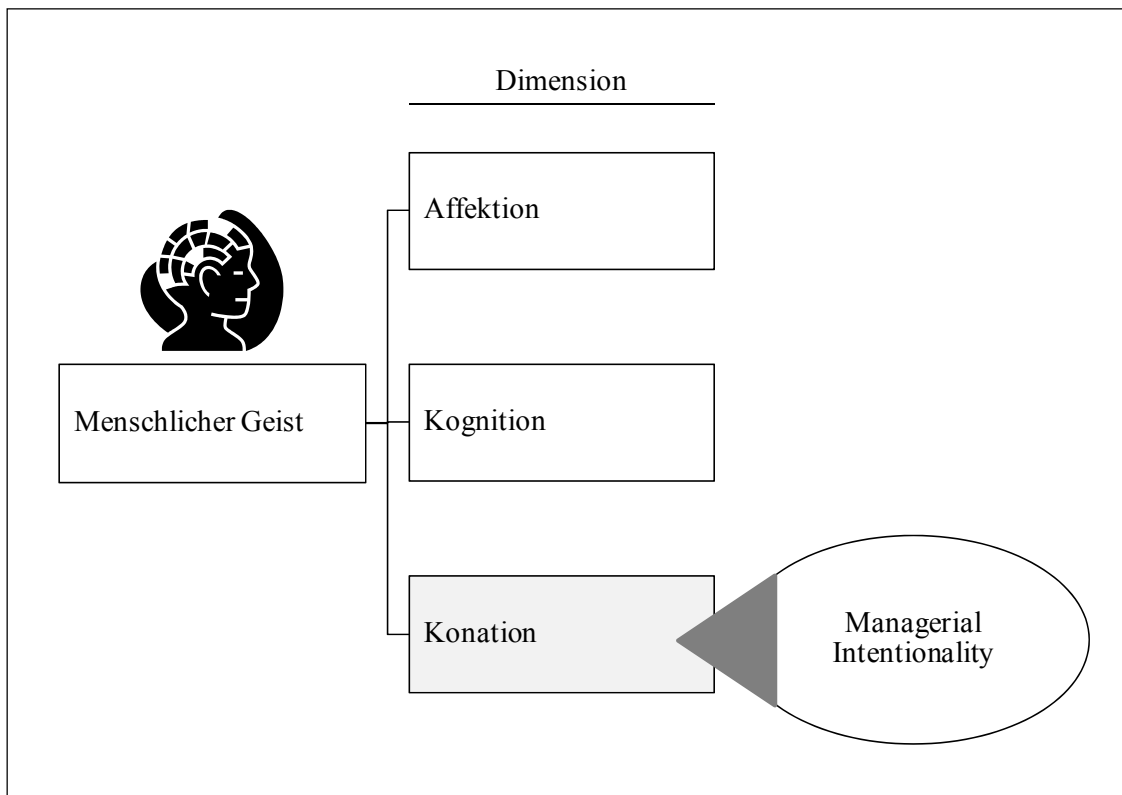 Dimension
Affektion
Menschlicher Geist
Kognition
Konation
Managerial
Intentionality